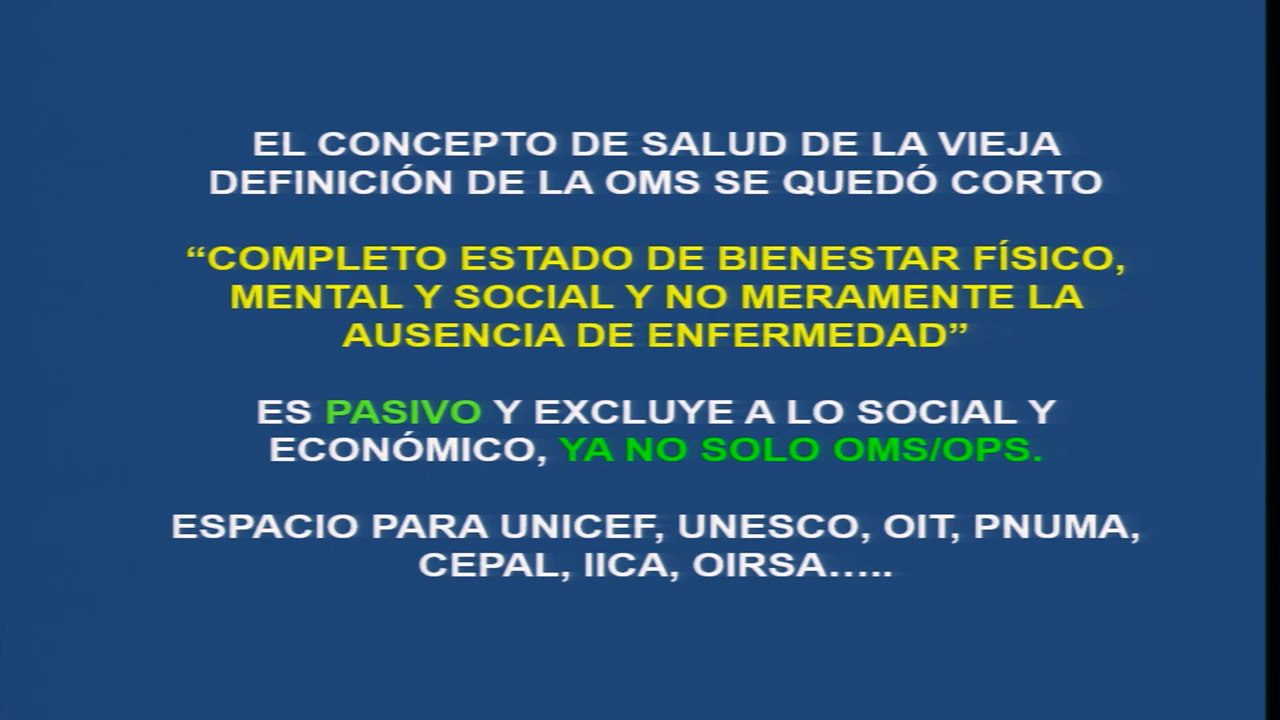 EL CONCEPTO DE SALUD DE LA VIEJA
DEFINICIÓN DE LA OMS SE QUEDÓ CORTO
“COMPLETO ESTADO DE BIENESTAR FÍSICO,
MENTAL Y SOCIAL Y NO MERAMENTE LA
AUSENCIA DE ENFERMEDAD”
ES PASIVO Y EXCLUYE A LO SOCIAL Y
ECONÓMICO, YA NO SOLO OMS/OPS.
ESPACIO PARA UNICEF, UNESCO, OIT, PNUMA,
CEPAL, IICA, OIRSA…..